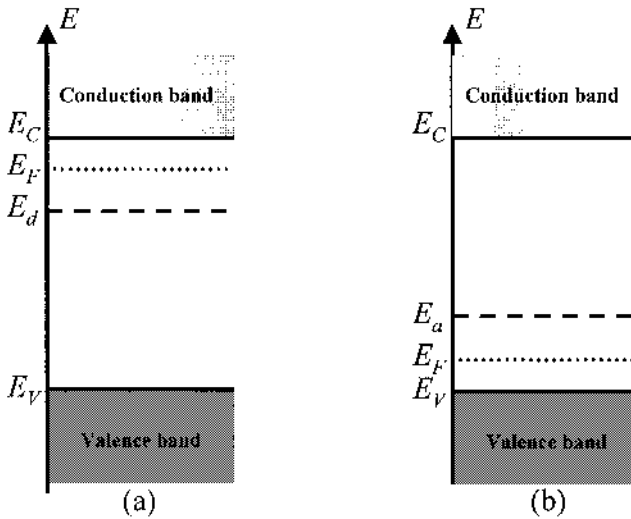 E
Conduction band
E_C
E_F
E_d
E_V
Valence band
(a)
E
Conduction band
E_C
E_a
E_F
E_V
Valence band
(b)